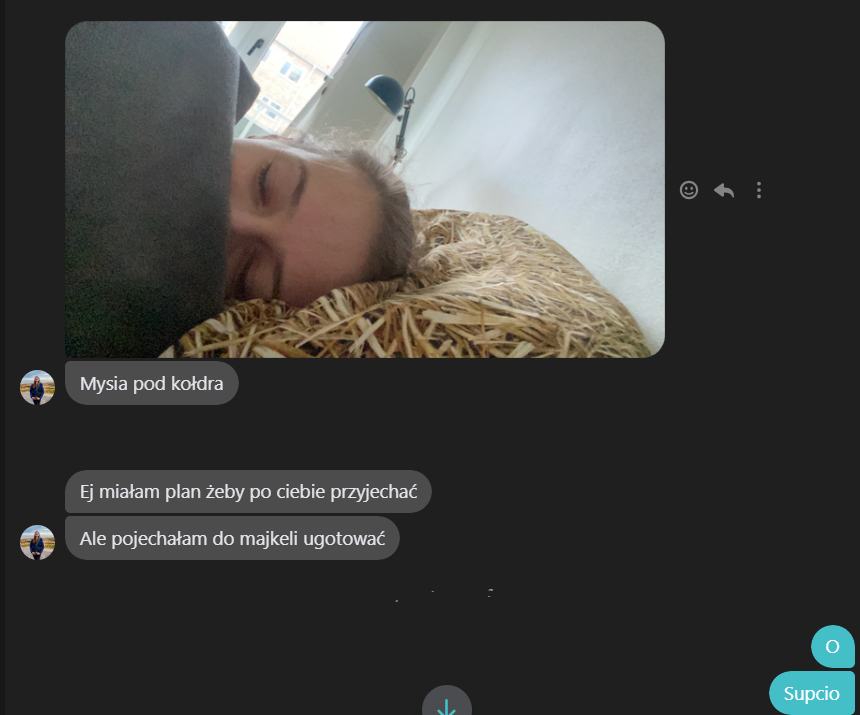 Mysia pod kołdra
Ej miałam plan żeby po ciebie przyjechać
Ale pojechałam do majkeli ugotować
O
Supcio